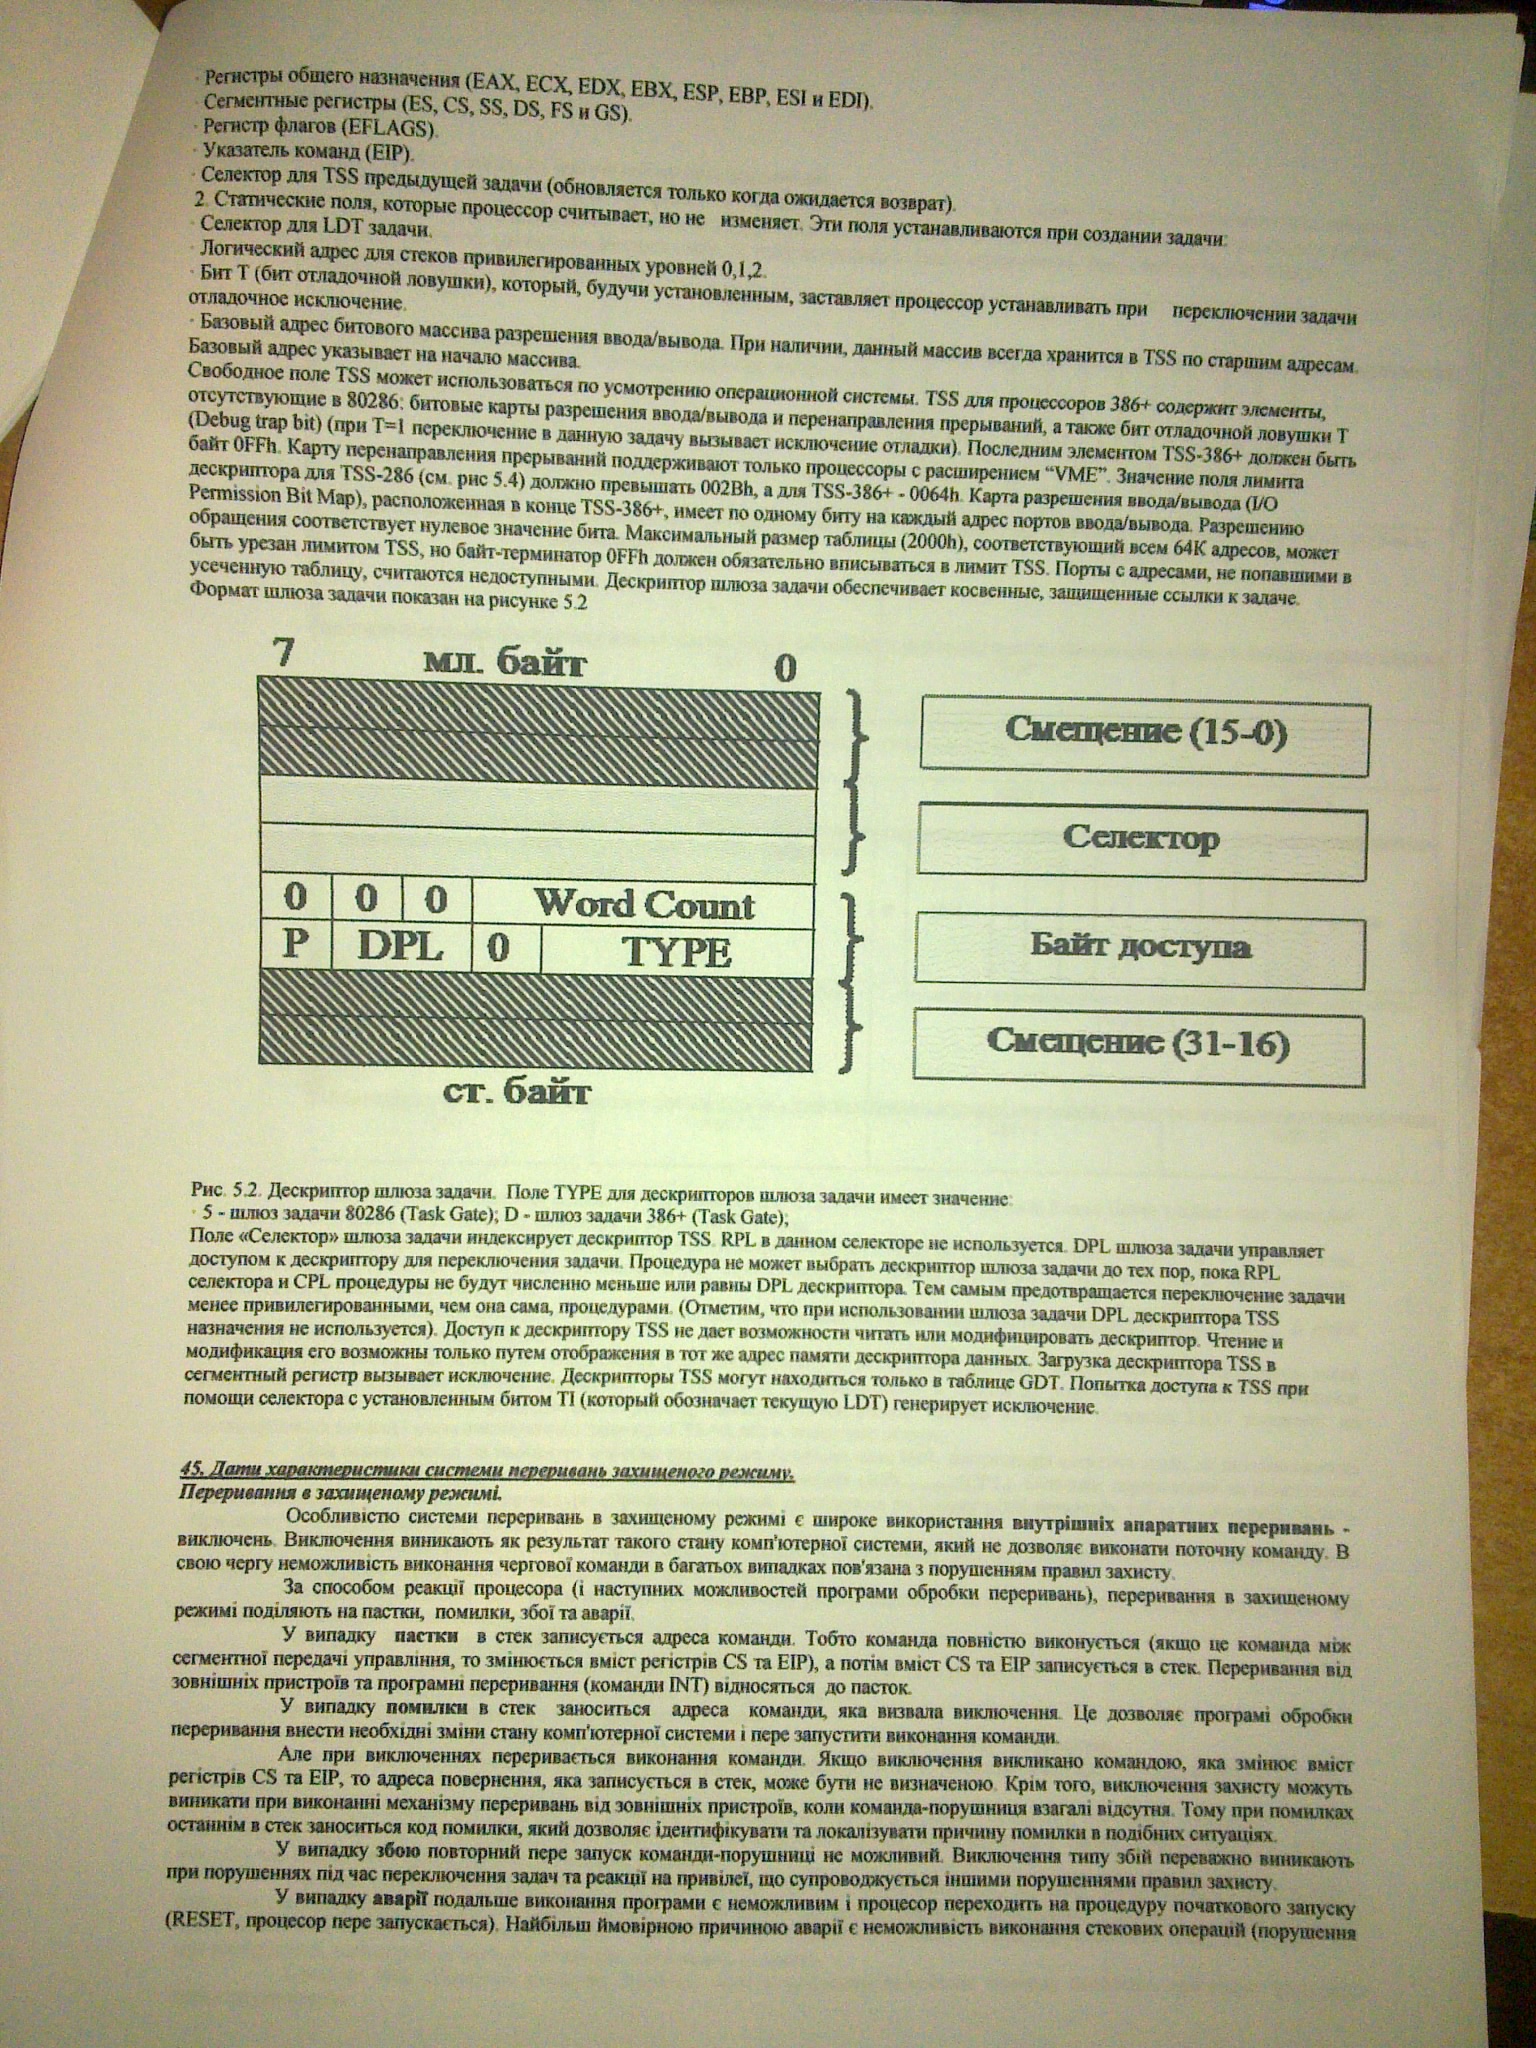 · Регистры общего назначения (EAX, ECX, EDX, EBX, ESP, EBP, ESI и EDI).
· Сегментные регистры (ES, CS, SS, DS, FS и GS).
· Регистр флагов (EFLAGS).
· Указатель команд (EIP).
· Селектор для TSS предыдущей задачи (обновляется только когда ожидается возврат).
2. Статические поля, которые процессор считывает, но не изменяет. Эти поля устанавливаются при создании задачи:
· Селектор для LDT задачи.
· Логический адрес для стеков привилегированных уровней 0,1,2.
· Бит T (бит отладочной ловушки), который, будучи установленным, заставляет процессор устанавливать при переключении задачи
отладочное исключение.
· Базовый адрес битового массива разрешения ввода/вывода. При наличии, данный массив всегда хранится в TSS по старшим адресам.
Базовый адрес указывает на начало массива.
Свободное поле TSS может использоваться по усмотрению операционной системы. TSS для процессоров 386+ содержит элементы,
отсутствующие в 80286: битовые карты разрешения ввода/вывода и перенаправления прерываний, а также бит отладочной ловушки T
(Debug trap bit) (при T=1 переключение в данную задачу вызывает исключение отладки). Последним элементом TSS-386+ должен быть
байт 0FFh. Карту перенаправления прерываний поддерживают только процессоры с расширением “VME”. Значение поля лимита
дескриптора для TSS-286 (см. рис 5.4) должно превышать 002Bh, а для TSS-386+ - 0064h. Карта разрешения ввода/вывода (I/O
Permission Bit Map), расположенная в конце TSS-386+, имеет по одному биту на каждый адрес портов ввода/вывода. Разрешению
обращения соответствует нулевое значение бита. Максимальный размер таблицы (2000h), соответствующий всем 64К адресов, может
быть урезан лимитом TSS, но байт-терминатор 0FFh должен обязательно вписываться в лимит TSS. Порты с адресами, не попавшими в
усеченную таблицу, считаются недоступными. Дескриптор шлюза задачи обеспечивает косвенные, защищенные ссылки к задаче.
Формат шлюза задачи показан на рисунке 5.2
7 мл. байт 0
Смещение (15-0)
Селектор
0 0 0 Word Count
P DPL 0 TYPE
Байт доступа
Смещение (31-16)
ст. байт
Рис. 5.2. Дескриптор шлюза задачи. Поле TYPE для дескрипторов шлюза задачи имеет значение:
· 5 - шлюз задачи 80286 (Task Gate); D - шлюз задачи 386+ (Task Gate);
Поле «Селектор» шлюза задачи индексирует дескриптор TSS. RPL в данном селекторе не используется. DPL шлюза задачи управляет
доступом к дескриптору для переключения задачи. Процедура не может выбрать дескриптор шлюза задачи до тех пор, пока RPL
селектора и CPL процедуры не будут численно меньше или равны DPL дескриптора. Тем самым предотвращается переключение задачи
менее привилегированными, чем она сама, процедурами. (Отметим, что при использовании шлюза задачи DPL дескриптора TSS
назначения не используется). Доступ к дескриптору TSS не дает возможности читать или модифицировать дескриптор. Чтение и
модификация его возможны только путем отображения в тот же адрес памяти дескриптора данных. Загрузка дескриптора TSS в
сегментный регистр вызывает исключение. Дескрипторы TSS могут находиться только в таблице GDT. Попытка доступа к TSS при
помощи селектора с установленным битом TI (который обозначает текущую LDT) генерирует исключение.
45. Дати характеристики системи переривань захищеного режиму.
Переривання в захищеному режимі.
Особливістю системи переривань в захищеному режимі є широке використання внутрішніх апаратних переривань -
виключень. Виключення виникають як результат такого стану комп'ютерної системи, який не дозволяє виконати поточну команду. В
свою чергу неможливість виконання чергової команди в багатьох випадках пов'язана з порушенням правил захисту.
За способом реакції процесора (і наступних можливостей програми обробки переривань), переривання в захищеному
режимі поділяють на пастки, помилки, збої та аварії.
У випадку пастки в стек записується адреса команди. Тобто команда повністю виконується (якщо це команда між
сегментної передачі управління, то змінюється вміст регістрів CS та EIP), а потім вміст CS та EIP записується в стек. Переривання від
зовнішніх пристроїв та програмні переривання (команди INT) відносяться до пасток.
У випадку помилки в стек заноситься адреса команди, яка визвала виключення. Це дозволяє програмі обробки
переривання внести необхідні зміни стану комп'ютерної системи і пере запустити виконання команди.
Але при виключеннях переривається виконання команди. Якщо виключення викликано командою, яка змінює вміст
регістрів CS та EIP, то адреса повернення, яка записується в стек, може бути не визначеною. Крім того, виключення захисту можуть
виникати при виконанні механізму переривань від зовнішніх пристроїв, коли команда-порушниця взагалі відсутня. Тому при помилках
останнім в стек заноситься код помилки, який дозволяє ідентифікувати та локалізувати причину помилки в подібних ситуаціях.
У випадку збою повторний пере запуск команди-порушниці не можливий. Виключення типу збій переважно виникають
при порушеннях під час переключення задач та реакції на привілеї, що супроводжується іншими порушеннями правил захисту.
У випадку аварії подальше виконання програми є неможливим і процесор переходить на процедуру початкового запуску
(RESET, процесор пере запускається). Найбільш ймовірною причиною аварії є неможливість виконання стекових операцій (порушення